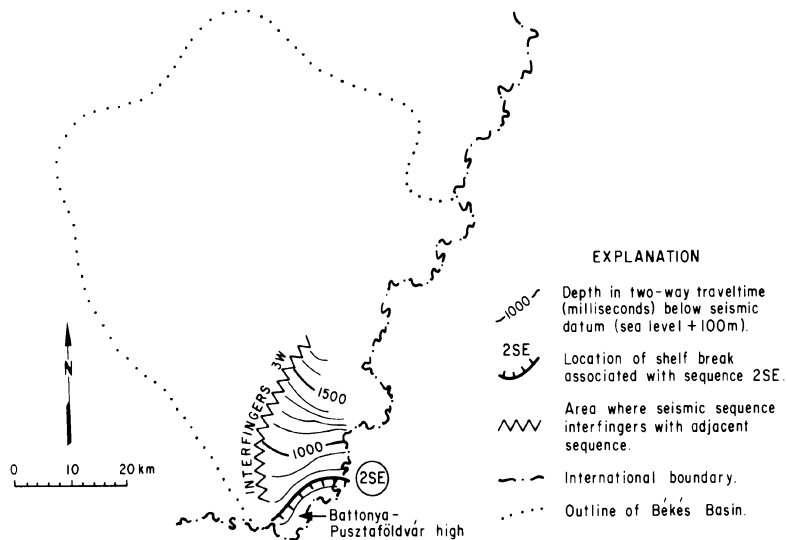 EXPLANATION
1000
Depth in two-way traveltime
(milliseconds) below seismic
datum (sea level + 100m).
2SE
Location of shelf break
associated with sequence 2SE.
Area where seismic sequence
interfingers with adjacent
sequence.
International boundary.
Outline of Békés Basin.
N
0 10 20 km
INTERFINGERS 3W
1500
1000
2SE
Battonya-
Pusztaföldvár high